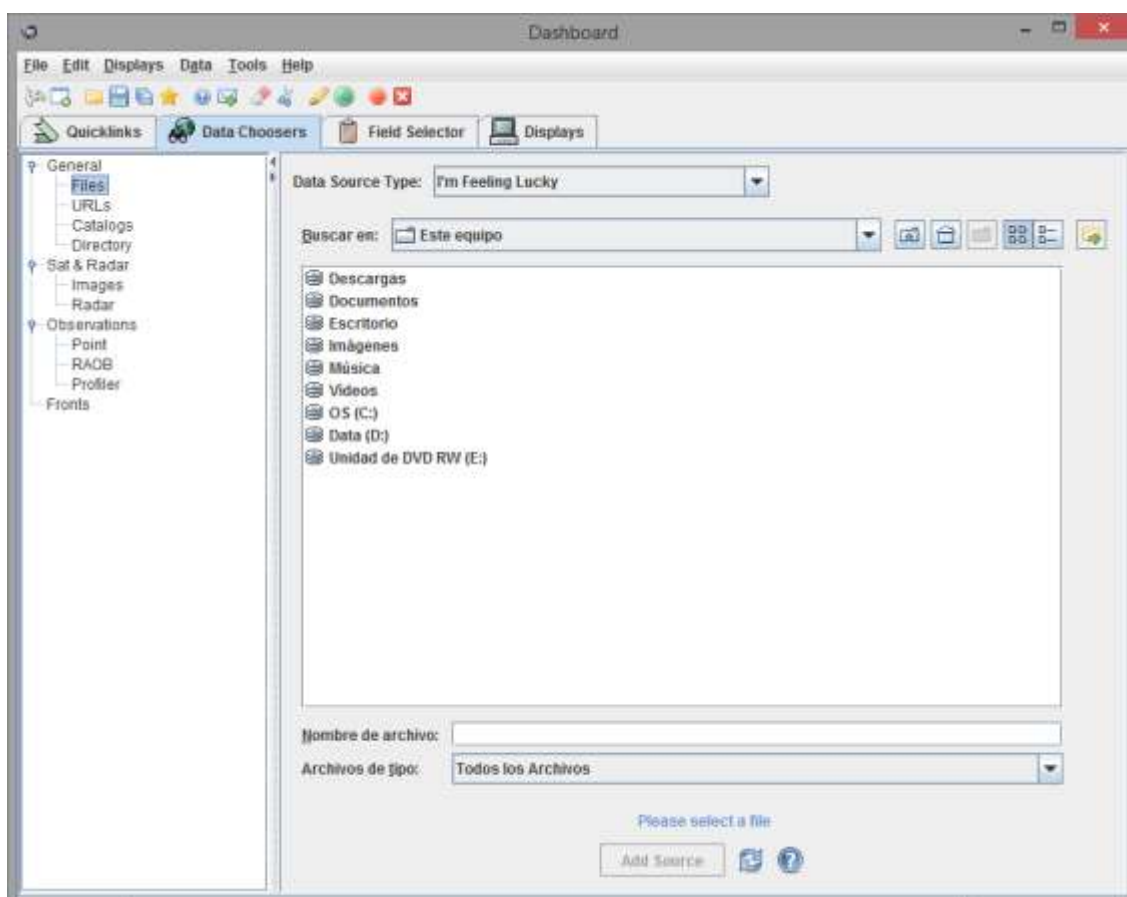 Dashboard
File Edit Displays Data Tools Help
Quicklinks Data Choosers Field Selector Displays
General
Files
URLs
Catalogs
Directory
Sat & Radar
Images
Radar
Observations
Point
RAOB
Profiler
Fronts
Data Source Type: I'm Feeling Lucky
Buscar en: Este equipo
Descargas
Documentos
Escritorio
Imágenes
Música
Videos
OS (C:)
Data (D:)
Unidad de DVD RW (E:)
Nombre de archivo:
Archivos de tipo: Todos los Archivos
Please select a file
Add Source